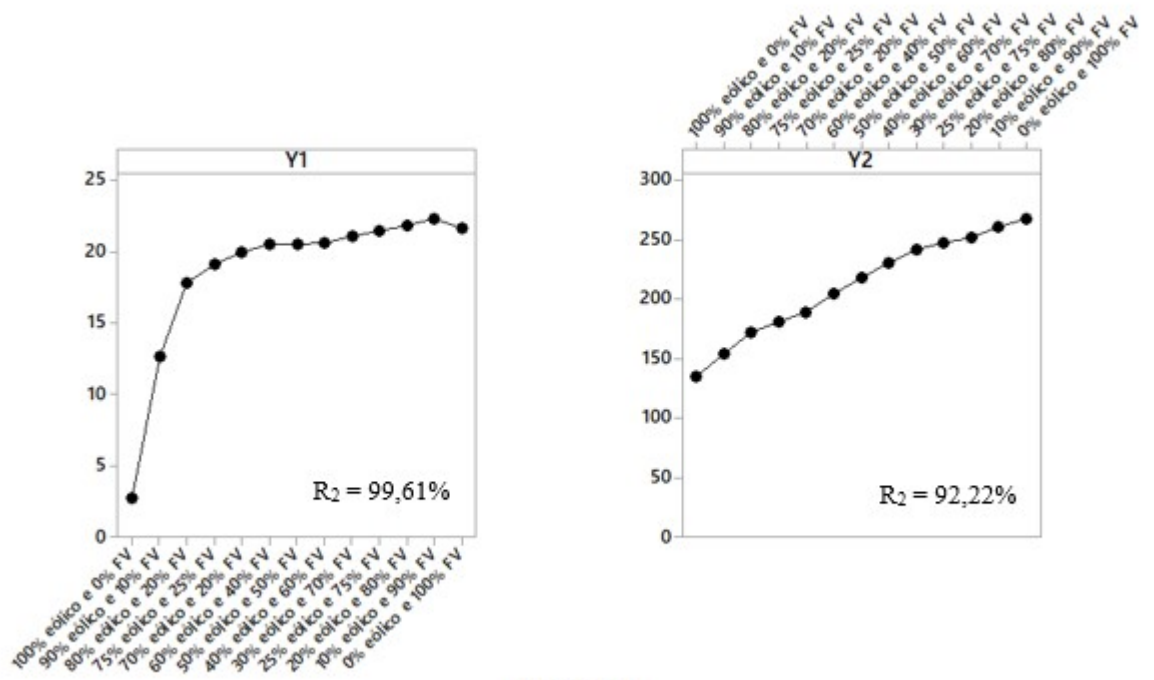 Y1
25
20
15
10
5
0
R2 = 99,61%
100% eólico e 0% FV
90% eólico e 10% FV
80% eólico e 20% FV
75% eólico e 25% FV
70% eólico e 20% FV
60% eólico e 40% FV
50% eólico e 50% FV
40% eólico e 60% FV
30% eólico e 70% FV
25% eólico e 75% FV
20% eólico e 80% FV
10% eólico e 90% FV
0% eólico e 100% FV
100% eólico e 0% FV
90% eólico e 10% FV
80% eólico e 20% FV
75% eólico e 25% FV
70% eólico e 20% FV
60% eólico e 40% FV
50% eólico e 50% FV
40% eólico e 60% FV
30% eólico e 70% FV
25% eólico e 75% FV
20% eólico e 80% FV
10% eólico e 90% FV
0% eólico e 100% FV
Y2
300
250
200
150
100
50
0
R2 = 92,22%